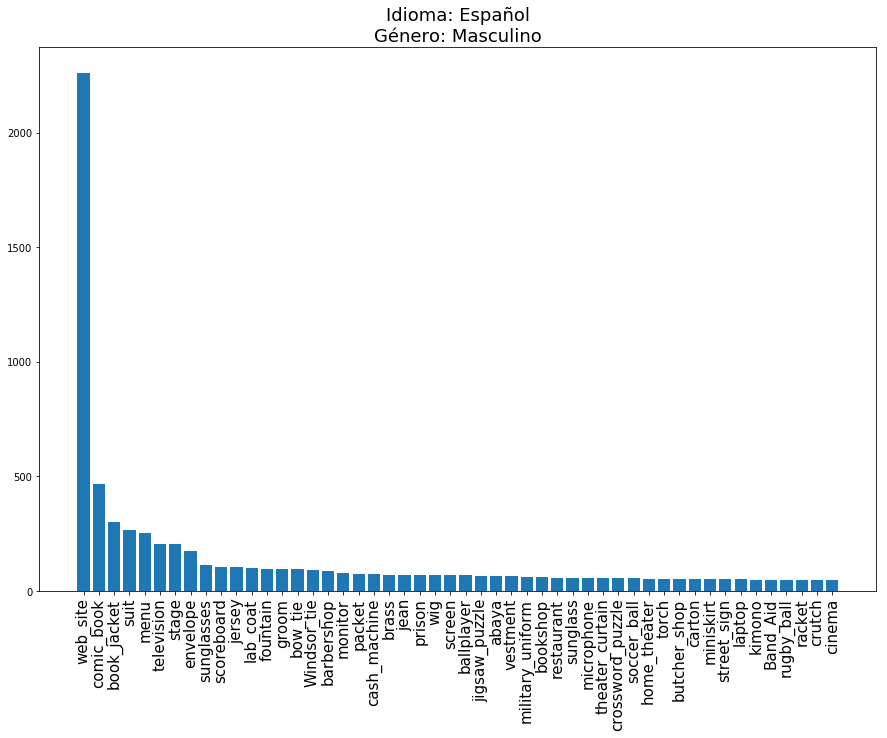 Idioma: Español
Género: Masculino
2000
1500
1000
500
0
web_site
comic_book
book_jacket
suit
menu
television
stage
envelope
sunglasses
scoreboard
jersey
lab_coat
fountain
groom
bow_tie
Windsor_tie
barbershop
monitor
packet
cash_machine
brass
jean
prison
wig
screen
ballplayer
jigsaw_puzzle
abaya
vestment
military_uniform
bookshop
restaurant
sunglass
microphone
theater_curtain
crossword_puzzle
soccer_ball
home_theater
torch
butcher_shop
carton
miniskirt
street_sign
laptop
kimono
Band_Aid
rugby_ball
racket
crutch
cinema